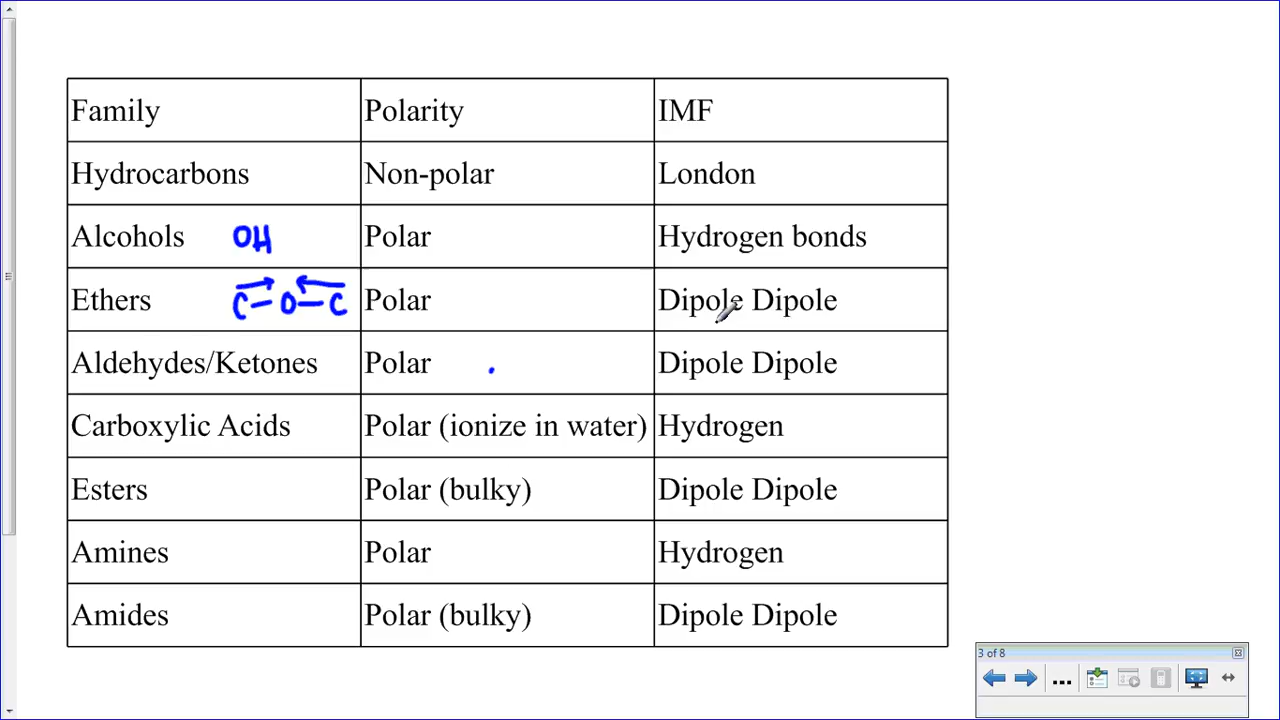 Family Polarity IMF
Hydrocarbons Non-polar London
Alcohols OH Polar Hydrogen bonds
Ethers C-O-C Polar Dipole Dipole
Aldehydes/Ketones Polar Dipole Dipole
Carboxylic Acids Polar (ionize in water) Hydrogen
Esters Polar (bulky) Dipole Dipole
Amines Polar Hydrogen
Amides Polar (bulky) Dipole Dipole
3 of 8
...